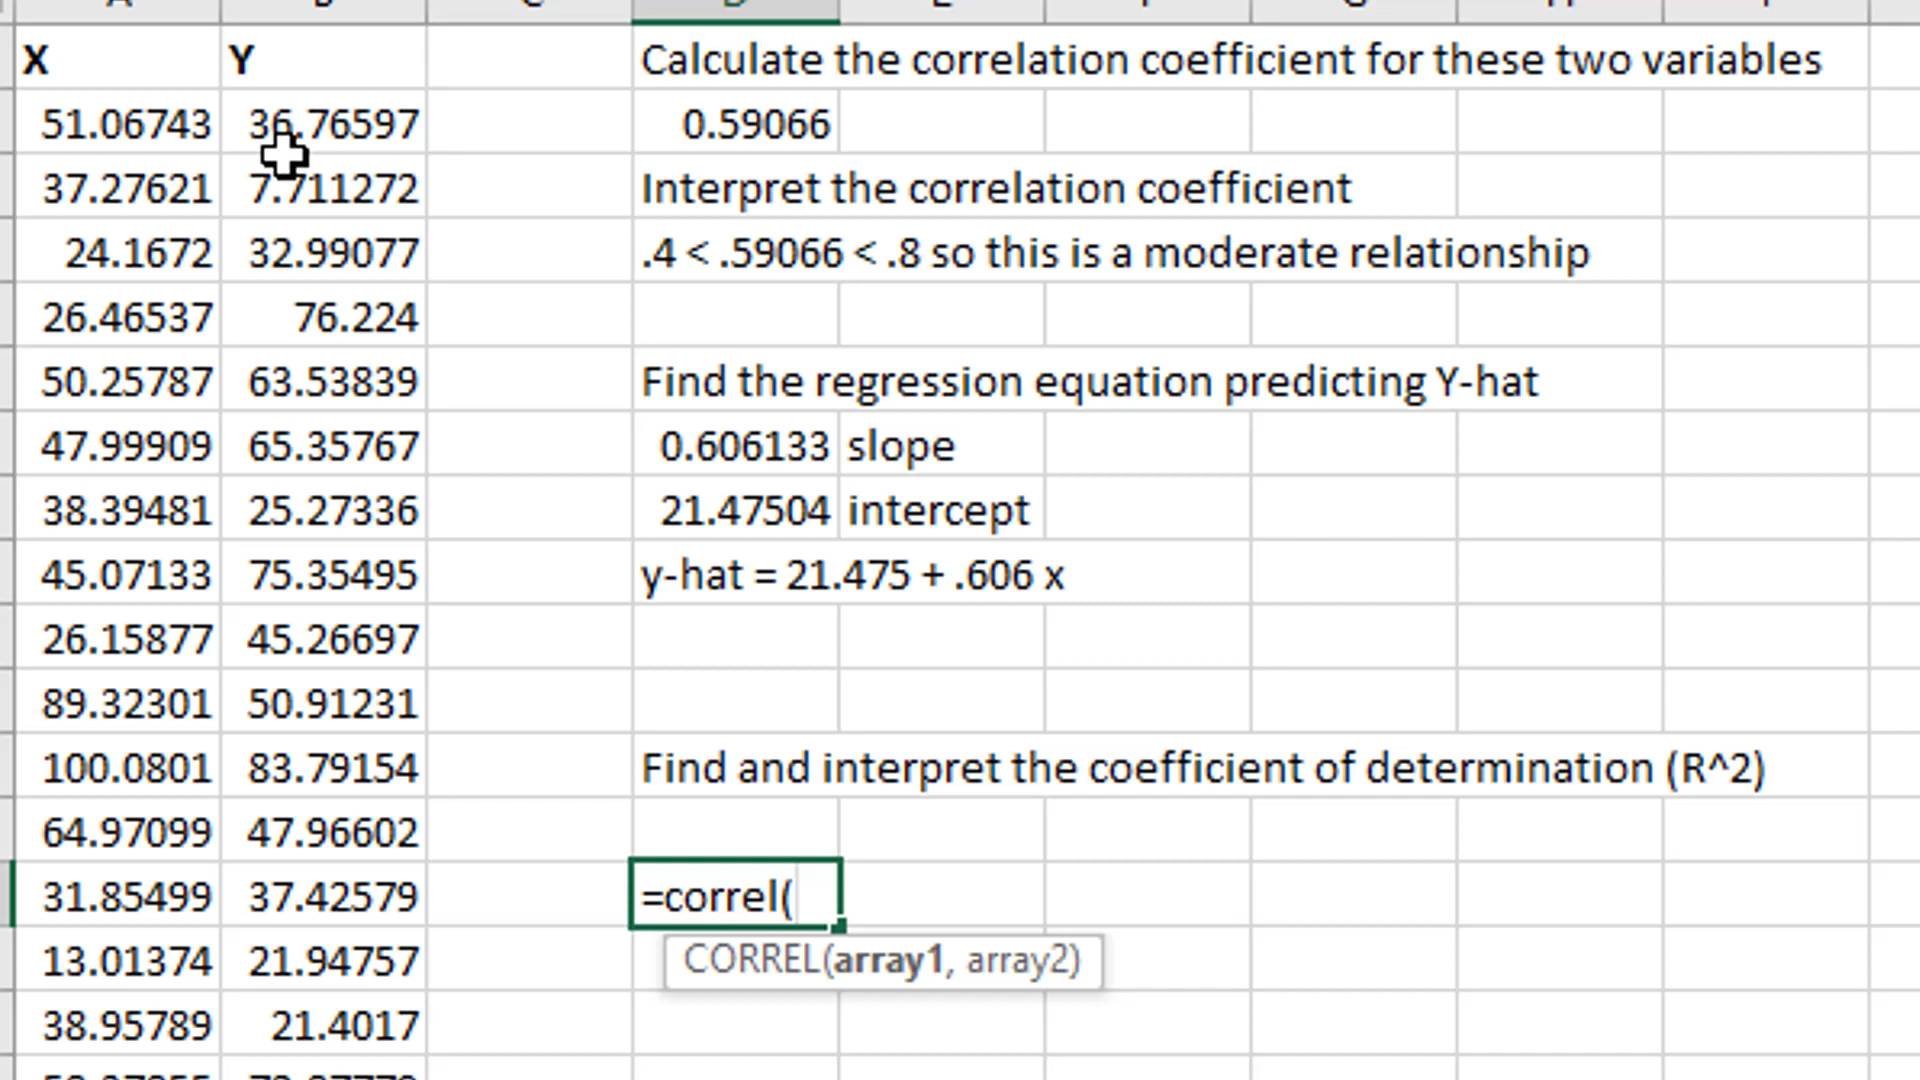 X Y Calculate the correlation coefficient for these two variables
51.06743 36.76597 0.59066
37.27621 7.711272 Interpret the correlation coefficient
24.1672 32.99077 .4 < .59066 < .8 so this is a moderate relationship
26.46537 76.224
50.25787 63.53839 Find the regression equation predicting Y-hat
47.99909 65.35767 0.606133 slope
38.39481 25.27336 21.47504 intercept
45.07133 75.35495 y-hat = 21.475 + .606 x
26.15877 45.26697
89.32301 50.91231
100.0801 83.79154 Find and interpret the coefficient of determination (R^2)
64.97099 47.96602
31.85499 37.42579 =correl(
13.01374 21.94757 CORREL(array1, array2)
38.95789 21.4017